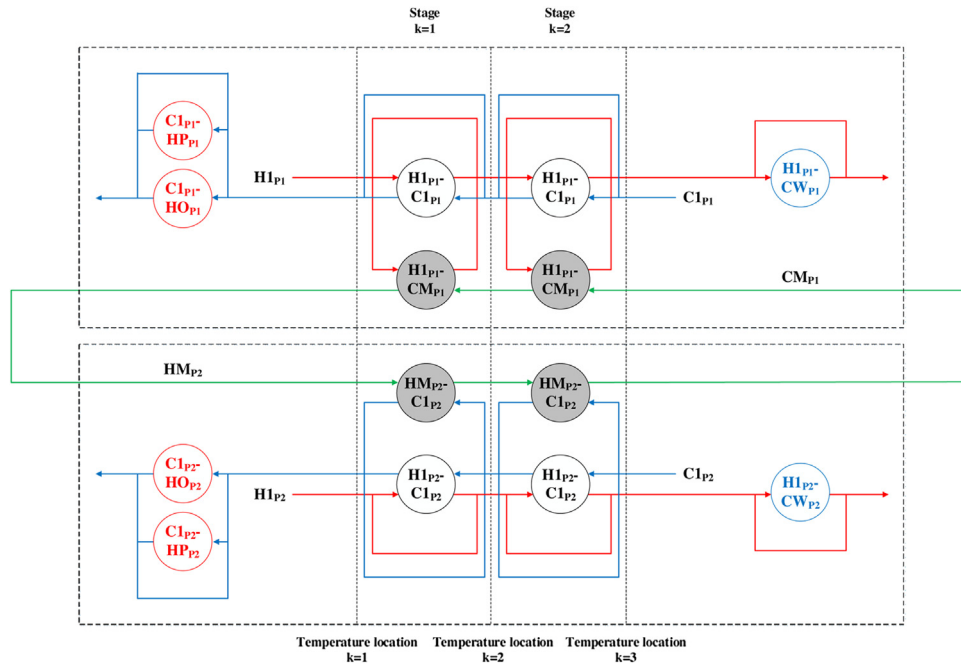 Stage
k=1
Stage
k=2
C1P1-
HPP1
C1P1-
HOP1
H1P1
H1P1-
C1P1
H1P1-
C1P1
C1P1
H1P1-
CWP1
H1P1-
CMP1
H1P1-
CMP1
CMP1
HMP2
HMP2-
C1P2
HMP2-
C1P2
C1P2-
HOP2
H1P2
H1P2-
C1P2
H1P2-
C1P2
C1P2
H1P2-
CWP2
C1P2-
HPP2
Temperature location
k=1
Temperature location
k=2
Temperature location
k=3